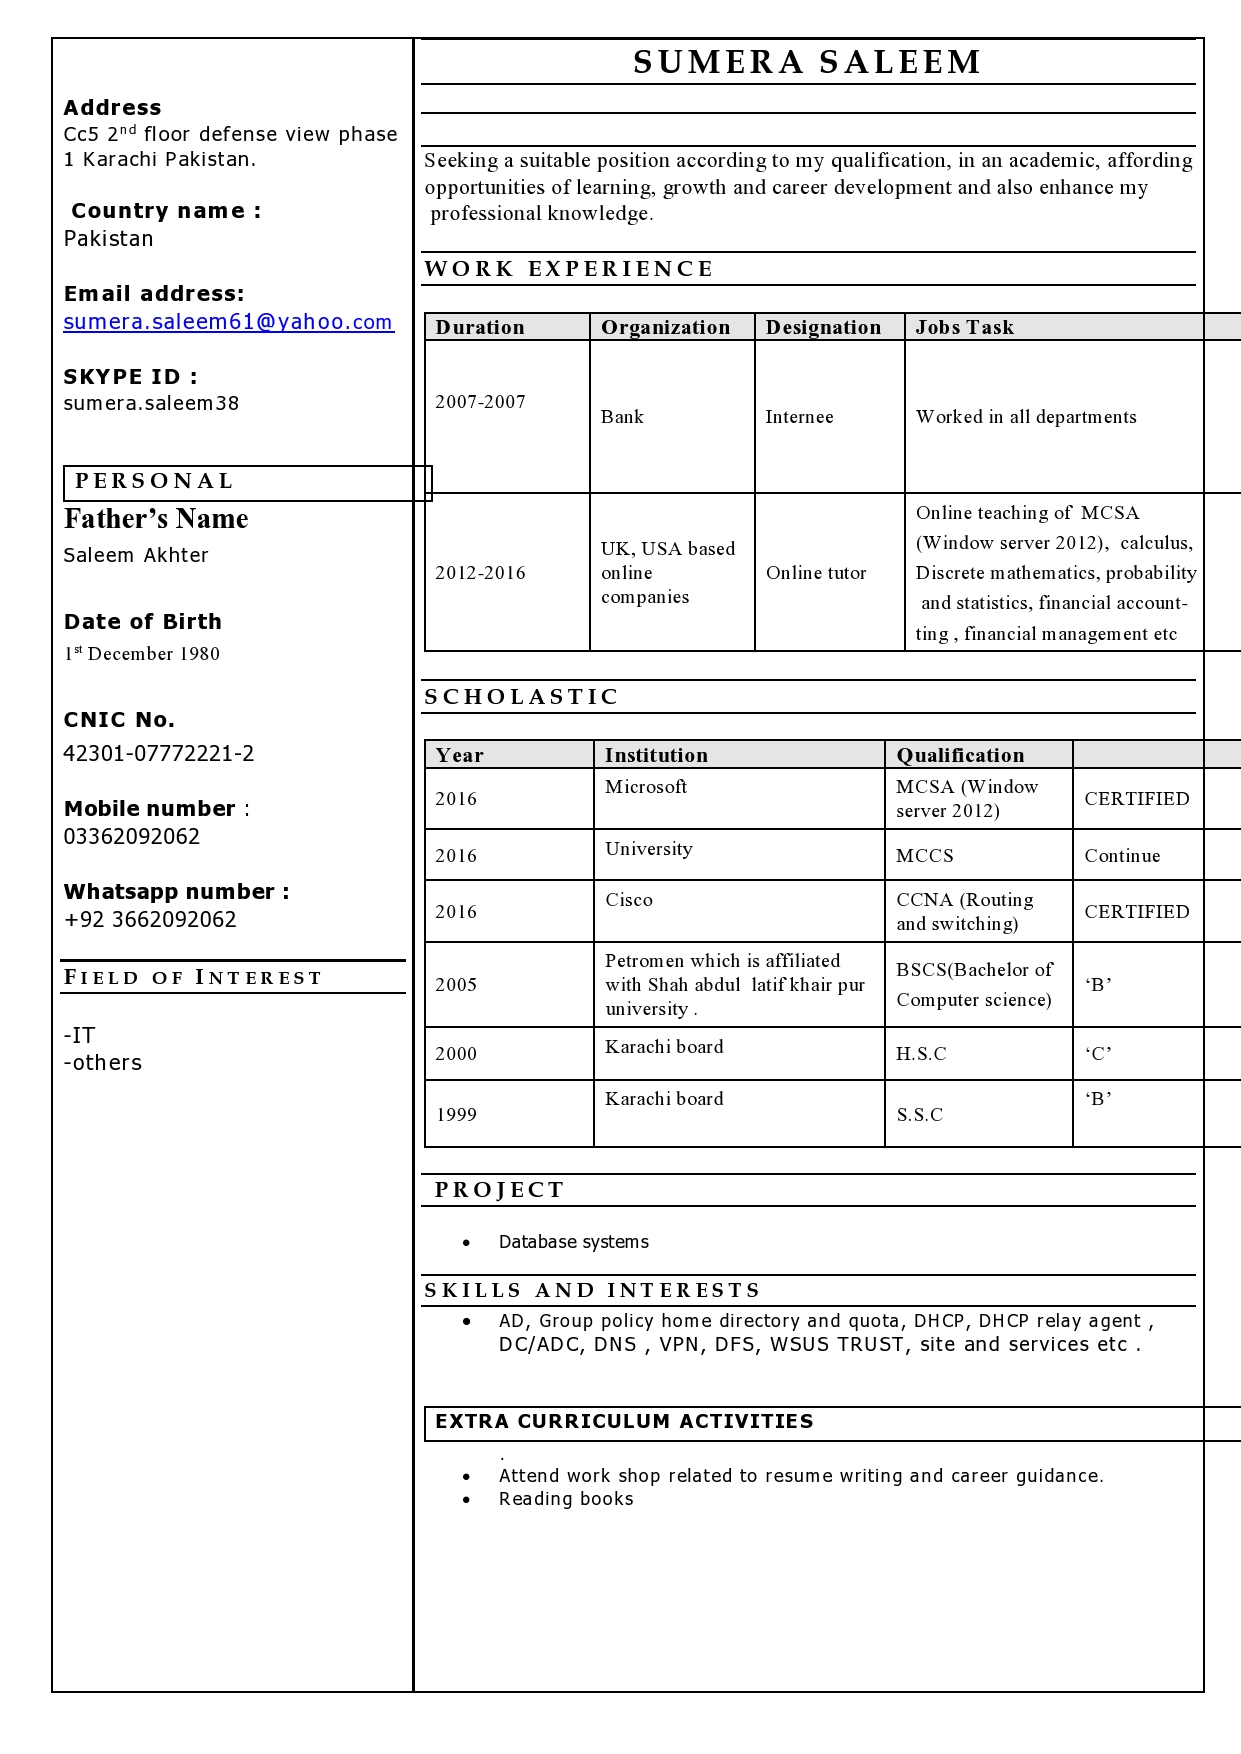 SUMERA SALEEM
Address
Cc5 2nd floor defense view phase
1 Karachi Pakistan.
Country name :
Pakistan
Email address:
sumera.saleem61@yahoo.com
SKYPE ID :
sumera.saleem38
PERSONAL
Father’s Name
Saleem Akhter
Date of Birth
1st December 1980
CNIC No.
42301-07772221-2
Mobile number :
03362092062
Whatsapp number :
+92 3662092062
FIELD OF INTEREST
-IT
-others
Seeking a suitable position according to my qualification, in an academic, affording
opportunities of learning, growth and career development and also enhance my
professional knowledge.
WORK EXPERIENCE
Duration Organization Designation Jobs Task
2007-2007 Bank Internee Worked in all departments
2012-2016
UK, USA based
online
companies
Online tutor
Online teaching of MCSA
(Window server 2012), calculus,
Discrete mathematics, probability
and statistics, financial account-
ting , financial management etc
SCHOLASTIC
Year Institution Qualification
2016 Microsoft
MCSA (Window
server 2012)
CERTIFIED
2016 University MCCS Continue
2016 Cisco
CCNA (Routing
and switching)
CERTIFIED
2005
Petromen which is affiliated
with Shah abdul latif khair pur
university .
BSCS(Bachelor of
Computer science)
‘B’
2000 Karachi board H.S.C ‘C’
1999 Karachi board S.S.C ‘B’
PROJECT
• Database systems
SKILLS AND INTERESTS
• AD, Group policy home directory and quota, DHCP, DHCP relay agent ,
DC/ADC, DNS , VPN, DFS, WSUS TRUST, site and services etc .
EXTRA CURRICULUM ACTIVITIES
.
• Attend work shop related to resume writing and career guidance.
• Reading books